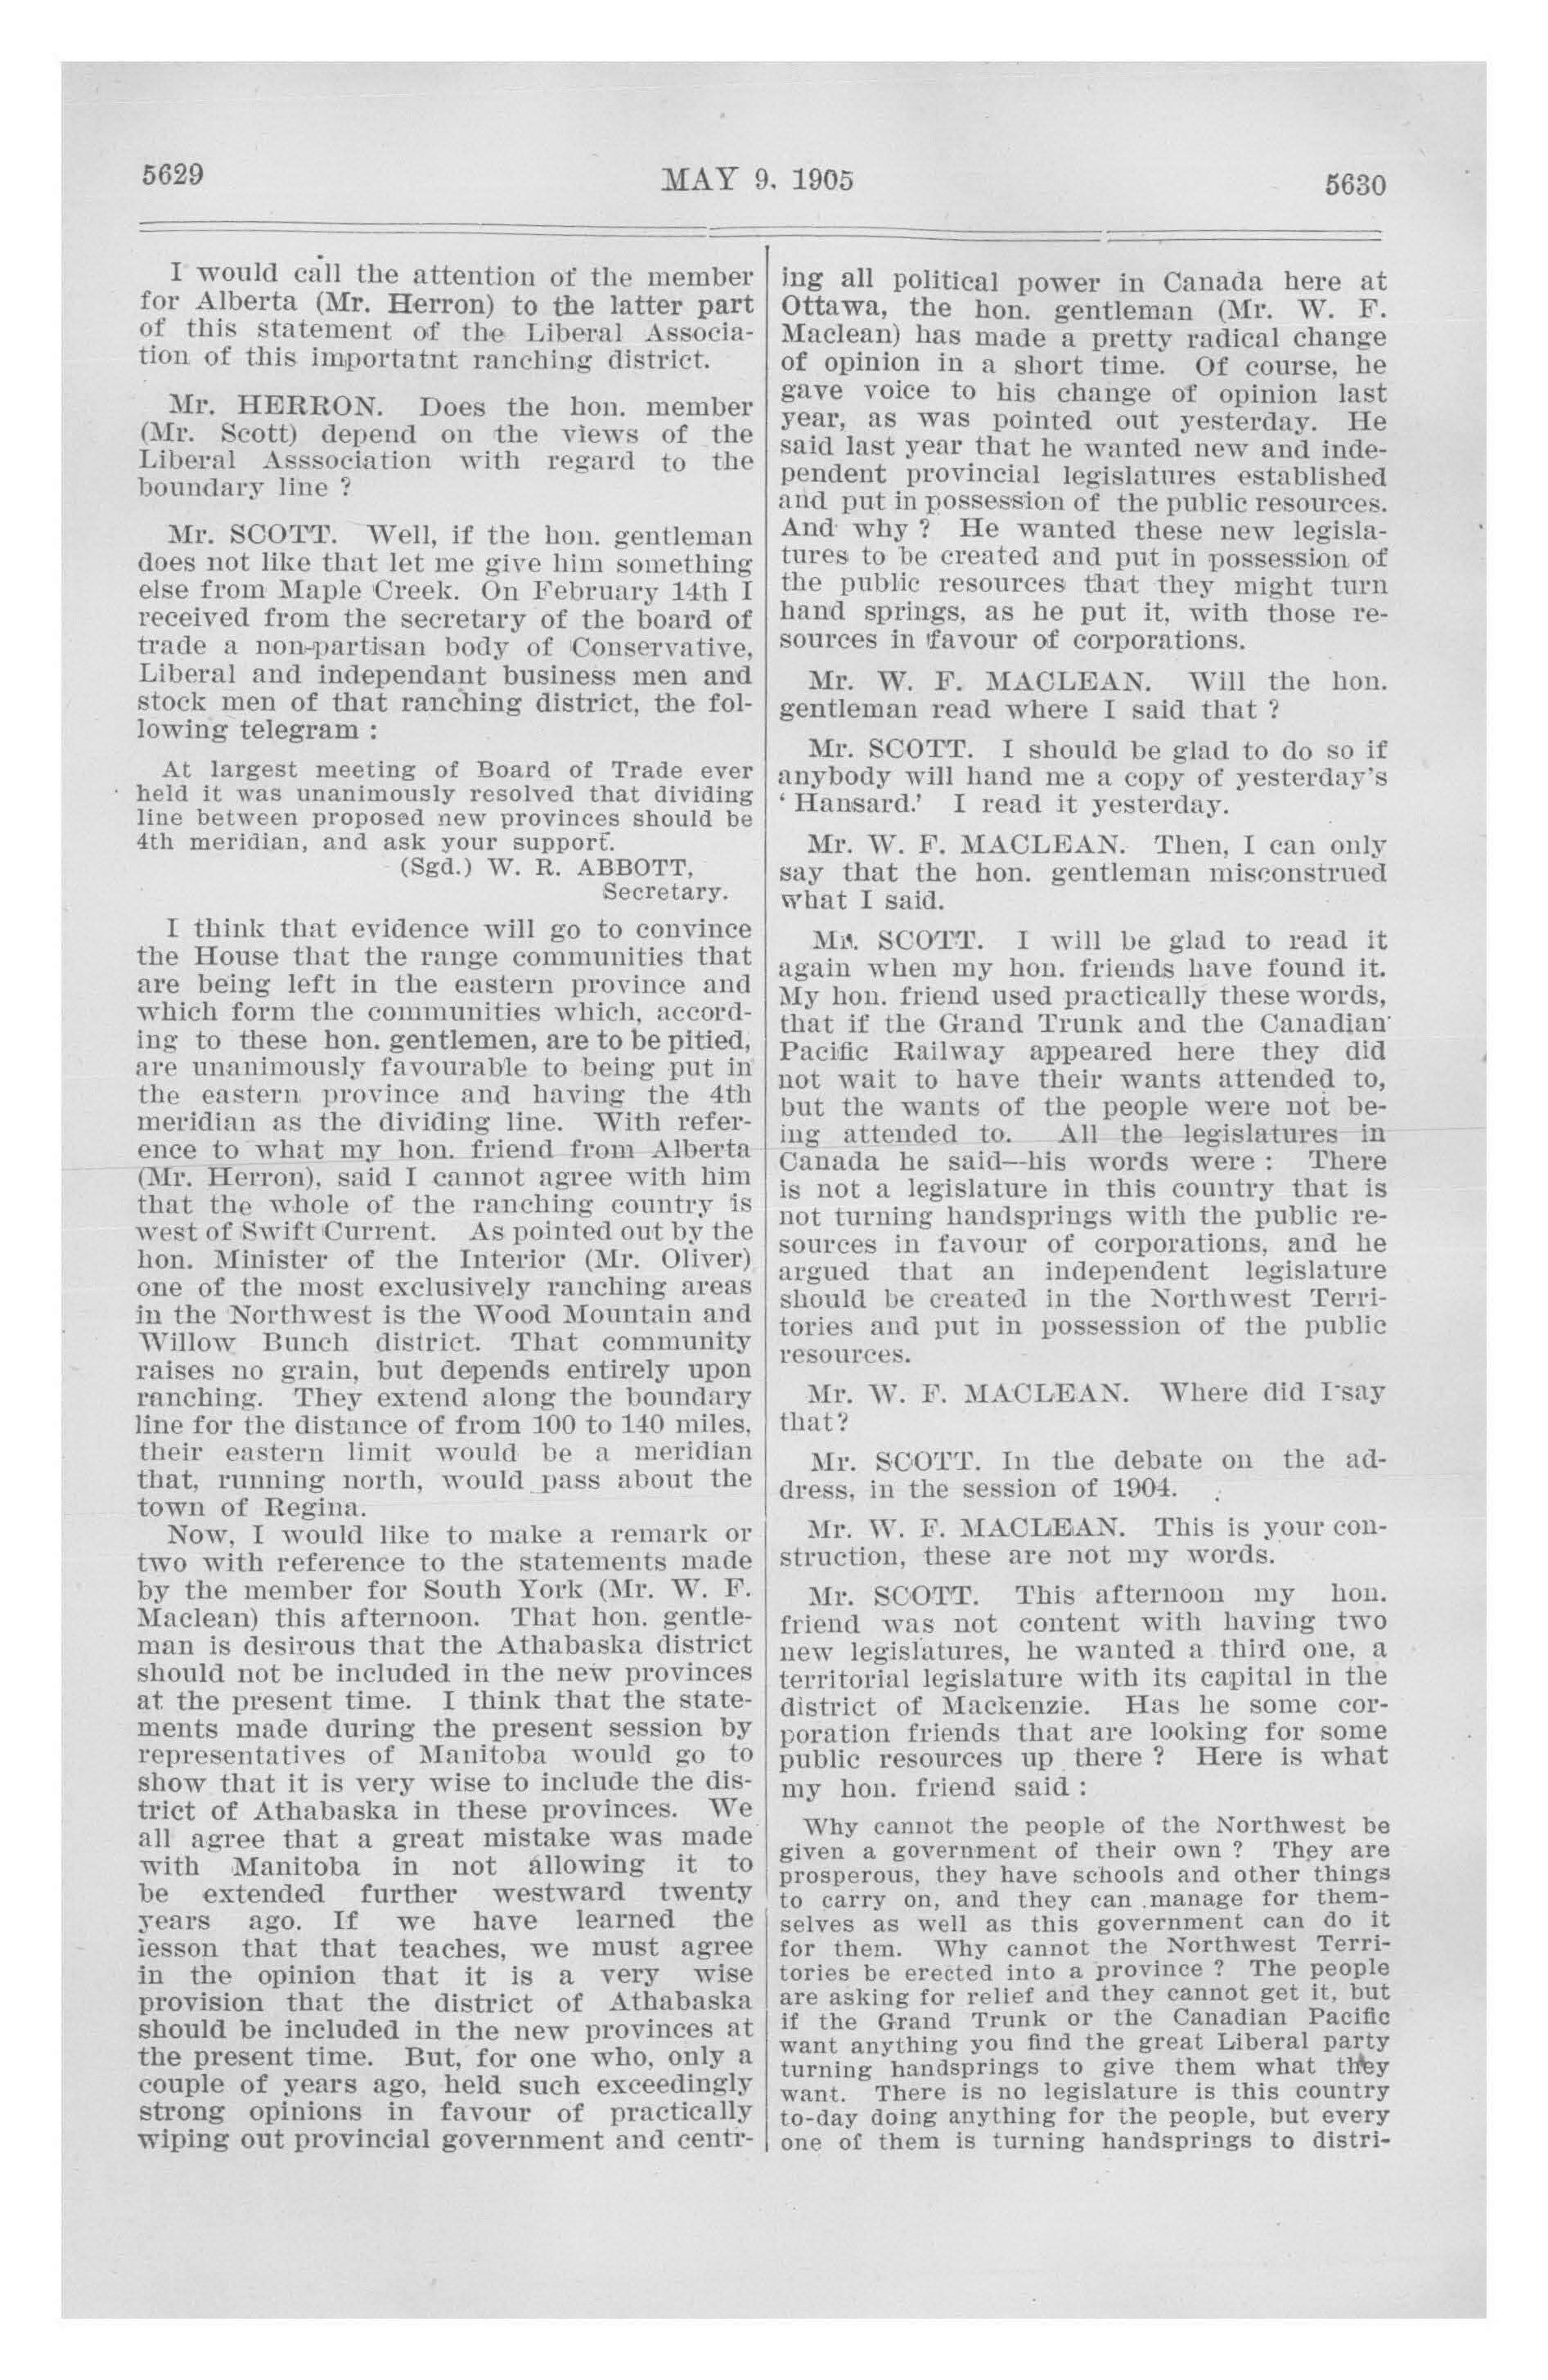 5629
MAY 9. 1905
5630
I would call the attention of the member
for Alberta (Mr. Herron) to the latter part
of this statement of the Liberal Associa-
tion of this importatnt ranching district.
Mr. HERRON. Does the hon. member
(Mr. Scott) depend on the views of the
Liberal Asssociation with regard to the
boundary line ?
Mr. SCOTT. Well, if the hon. gentleman
does not like that let me give him something
else from Maple Creek. On February 14th I
received from the secretary of the board of
trade a non-partisan body of Conservative,
Liberal and independant business men and
stock men of that ranching district, the fol-
lowing telegram :
At largest meeting of Board of Trade ever
held it was unanimously resolved that dividing
line between proposed new provinces should be
4th meridian, and ask your support.
(Sgd.) W. R. ABBOTT,
Secretary.
I think that evidence will go to convince
the House that the range communities that
are being left in the eastern province and
which form the communities which, accord-
ing to these hon. gentlemen, are to be pitied,
are unanimously favourable to being put in
the eastern province and having the 4th
meridian as the dividing line. With refer-
ence to what my hon. friend from Alberta
(Mr. Herron), said I cannot agree with him
that the whole of the ranching country is
west of Swift Current. As pointed out by the
hon. Minister of the Interior (Mr. Oliver)
one of the most exclusively ranching areas
in the Northwest is the Wood Mountain and
Willow Bunch district. That community
raises no grain, but depends entirely upon
ranching. They extend along the boundary
line for the distance of from 100 to 140 miles,
their eastern limit would be a meridian
that, running north, would pass about the
town of Regina.
Now, I would like to make a remark or
two with reference to the statements made
by the member for South York (Mr. W. F.
Maclean) this afternoon. That hon. gentle-
man is desirous that the Athabaska district
should not be included in the new provinces
at the present time. I think that the state-
ments made during the present session by
representatives of Manitoba would go to
show that it is very wise to include the dis-
trict of Athabaska in these provinces. We
all agree that a great mistake was made
with Manitoba in not allowing it to
be extended further westward twenty
years ago. If we have learned the
lesson that that teaches, we must agree
in the opinion that it is a very wise
provision that the district of Athabaska
should be included in the new provinces at
the present time. But, for one who, only a
couple of years ago, held such exceedingly
strong opinions in favour of practically
wiping out provincial government and centr-
ing all political power in Canada here at
Ottawa, the hon. gentleman (Mr. W. F.
Maclean) has made a pretty radical change
of opinion in a short time. Of course, he
gave voice to his change of opinion last
year, as was pointed out yesterday. He
said last year that he wanted new and inde-
pendent provincial legislatures established
and put in possession of the public resources.
And why ? He wanted these new legisla-
tures to be created and put in possession of
the public resources that they might turn
hand springs, as he put it, with those re-
sources in favour of corporations.
Mr. W. F. MACLEAN. Will the hon.
gentleman read where I said that ?
Mr. SCOTT. I should be glad to do so if
anybody will hand me a copy of yesterday's
' Hansard.' I read it yesterday.
Mr. W. F. MACLEAN. Then, I can only
say that the hon. gentleman misconstrued
what I said.
Mr. SCOTT. I will be glad to read it
again when my hon. friends have found it.
My hon. friend used practically these words,
that if the Grand Trunk and the Canadian
Pacific Railway appeared here they did
not wait to have their wants attended to,
but the wants of the people were not be-
ing attended to. All the legislatures in
Canada he said—his words were : There
is not a legislature in this country that is
not turning handsprings with the public re-
sources in favour of corporations, and he
argued that an independent legislature
should be created in the Northwest Terri-
tories and put in possession of the public
resources.
Mr. W. F. MACLEAN. Where did I say
that?
Mr. SCOTT. In the debate on the ad-
dress, in the session of 1904.
Mr. W. F. MACLEAN. This is your con-
struction, these are not my words.
Mr. SCOTT. This afternoon my hon.
friend was not content with having two
new legislatures, he wanted a third one, a
territorial legislature with its capital in the
district of Mackenzie. Has he some cor-
poration friends that are looking for some
public resources up there ? Here is what
my hon. friend said :
Why cannot the people of the Northwest be
given a government of their own ? They are
prosperous, they have schools and other things
to carry on, and they can manage for them-
selves as well as this government can do it
for them. Why cannot the Northwest Terri-
tories be erected into a province ? The people
are asking for relief and they cannot get it, but
if the Grand Trunk or the Canadian Pacific
want anything you find the great Liberal party
turning handsprings to give them what they
want. There is no legislature is this country
to-day doing anything for the people, but every
one of them is turning handsprings to distri-